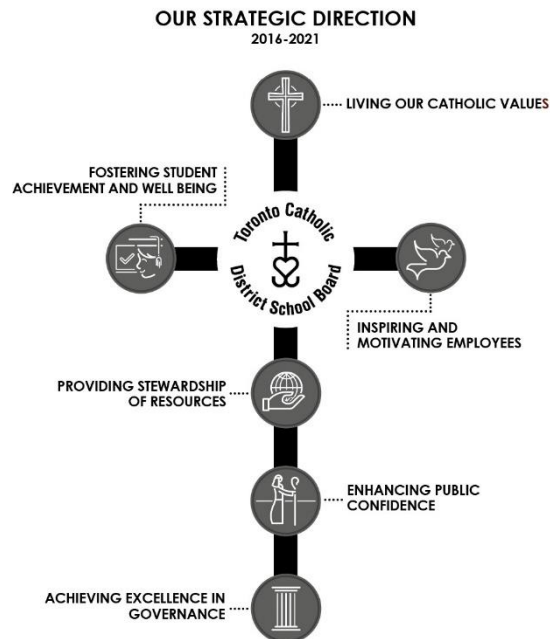 OUR STRATEGIC DIRECTION
2016-2021
LIVING OUR CATHOLIC VALUES
FOSTERING STUDENT
ACHIEVEMENT AND WELL BEING
Toronto Catholic
District School Board
INSPIRING AND
MOTIVATING EMPLOYEES
PROVIDING STEWARDSHIP
OF RESOURCES
ENHANCING PUBLIC
CONFIDENCE
ACHIEVING EXCELLENCE IN
GOVERNANCE